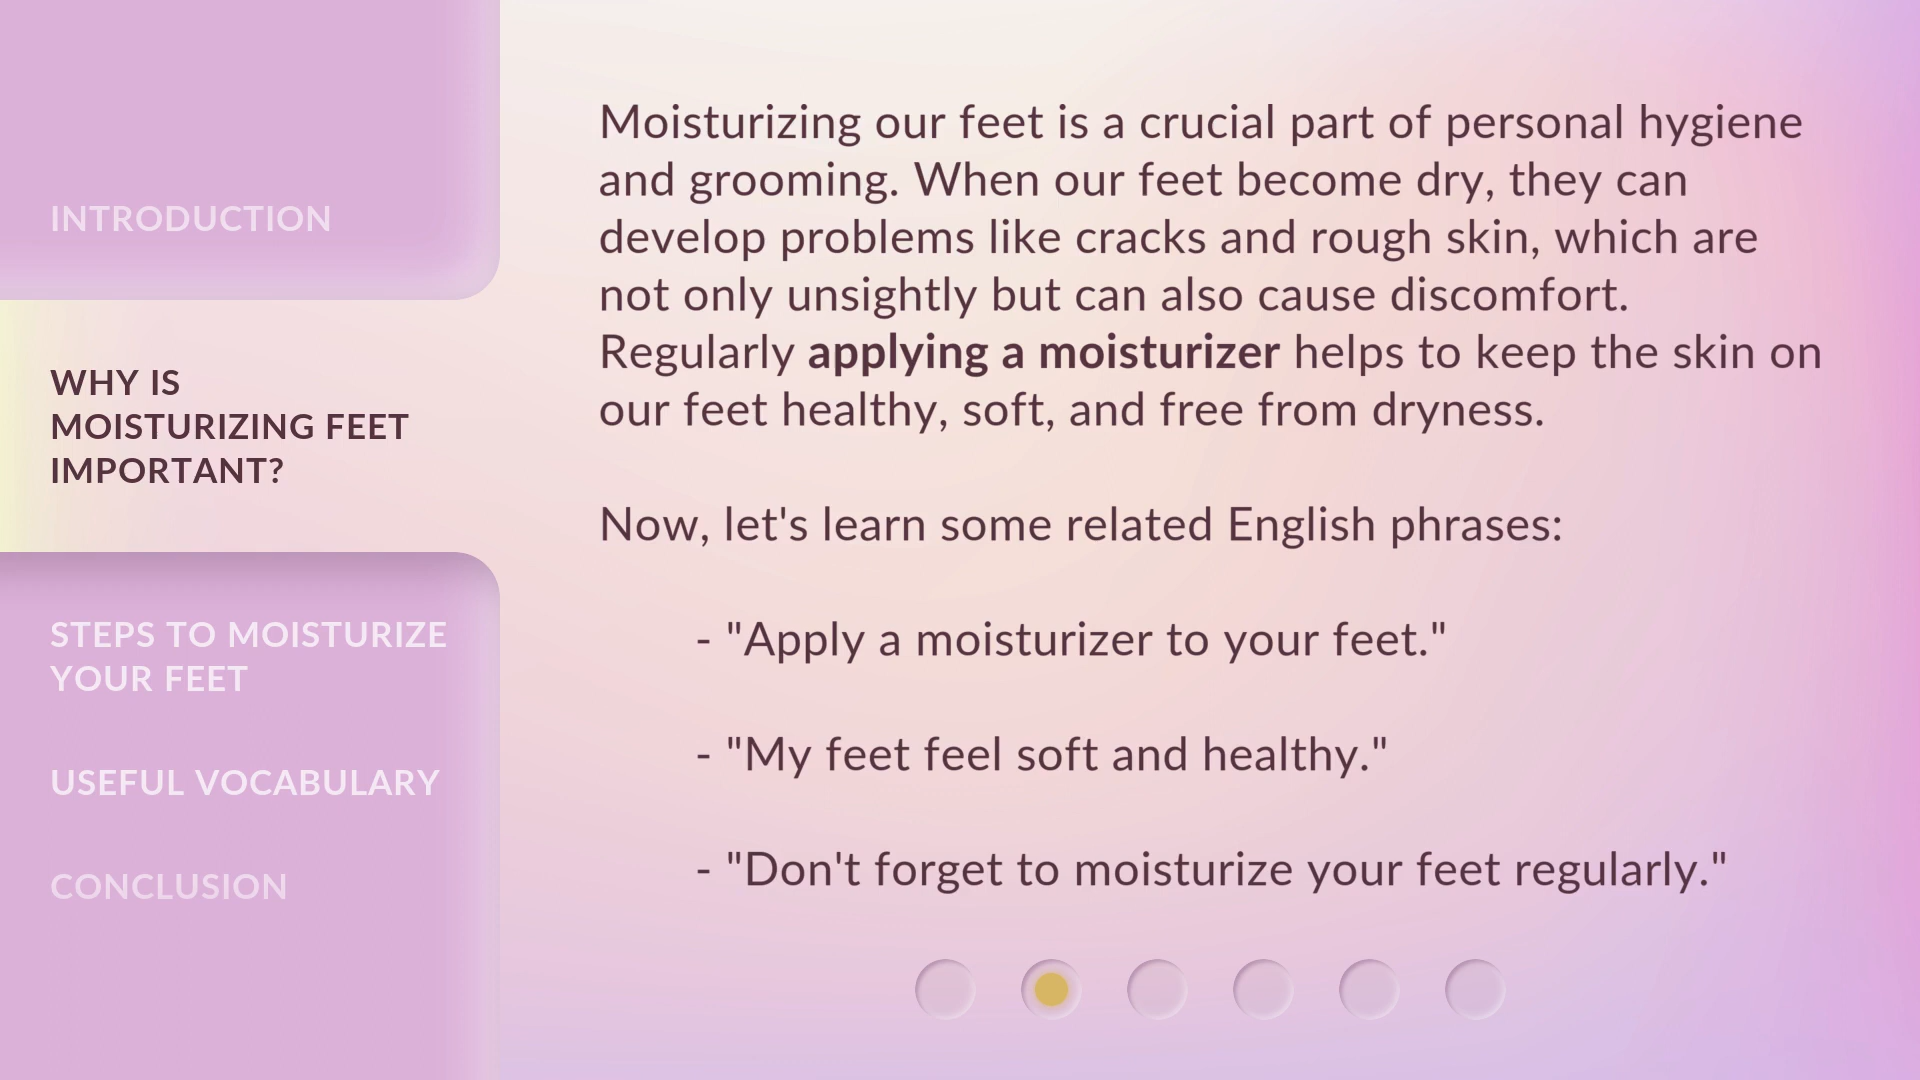 INTRODUCTION
WHY IS
MOISTURIZING FEET
IMPORTANT?
STEPS TO MOISTURIZE
YOUR FEET
USEFUL VOCABULARY
CONCLUSION
Moisturizing our feet is a crucial part of personal hygiene
and grooming. When our feet become dry, they can
develop problems like cracks and rough skin, which are
not only unsightly but can also cause discomfort.
Regularly applying a moisturizer helps to keep the skin on
our feet healthy, soft, and free from dryness.
Now, let's learn some related English phrases:
- "Apply a moisturizer to your feet."
- "My feet feel soft and healthy."
- "Don't forget to moisturize your feet regularly."